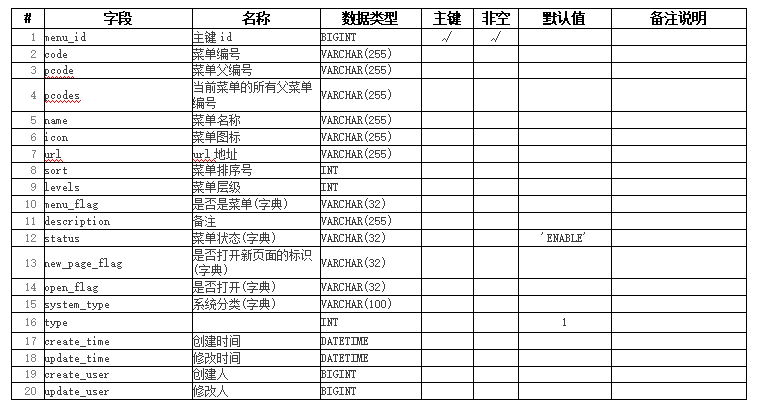 # 字段 名称 数据类型 主键 非空 默认值 备注说明
1 menu_id 主键id BIGINT √ √
2 code 菜单编号 VARCHAR(255)
3 pcode 菜单父编号 VARCHAR(255)
4 pcodes 当前菜单的所有父菜单
编号 VARCHAR(255)
5 name 菜单名称 VARCHAR(255)
6 icon 菜单图标 VARCHAR(255)
7 url url地址 VARCHAR(255)
8 sort 菜单排序号 INT
9 levels 菜单层级 INT
10 menu_flag 是否是菜单(字典) VARCHAR(32)
11 description 备注 VARCHAR(255)
12 status 菜单状态(字典) VARCHAR(32) 'ENABLE'
13 new_page_flag 是否打开新页面的标识
(字典) VARCHAR(32)
14 open_flag 是否打开(字典) VARCHAR(32)
15 system_type 系统分类(字典) VARCHAR(100)
16 type INT 1
17 create_time 创建时间 DATETIME
18 update_time 修改时间 DATETIME
19 create_user 创建人 BIGINT
20 update_user 修改人 BIGINT